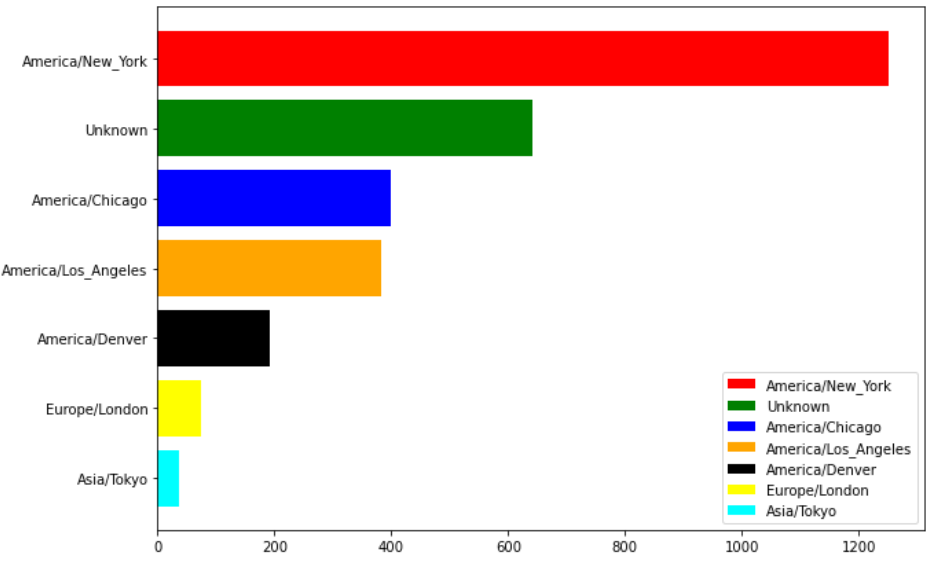 America/New_York
Unknown
America/Chicago
America/Los_Angeles
America/Denver
Europe/London
Asia/Tokyo
America/New_York
Unknown
America/Chicago
America/Los_Angeles
America/Denver
Europe/London
Asia/Tokyo
0 200 400 600 800 1000 1200